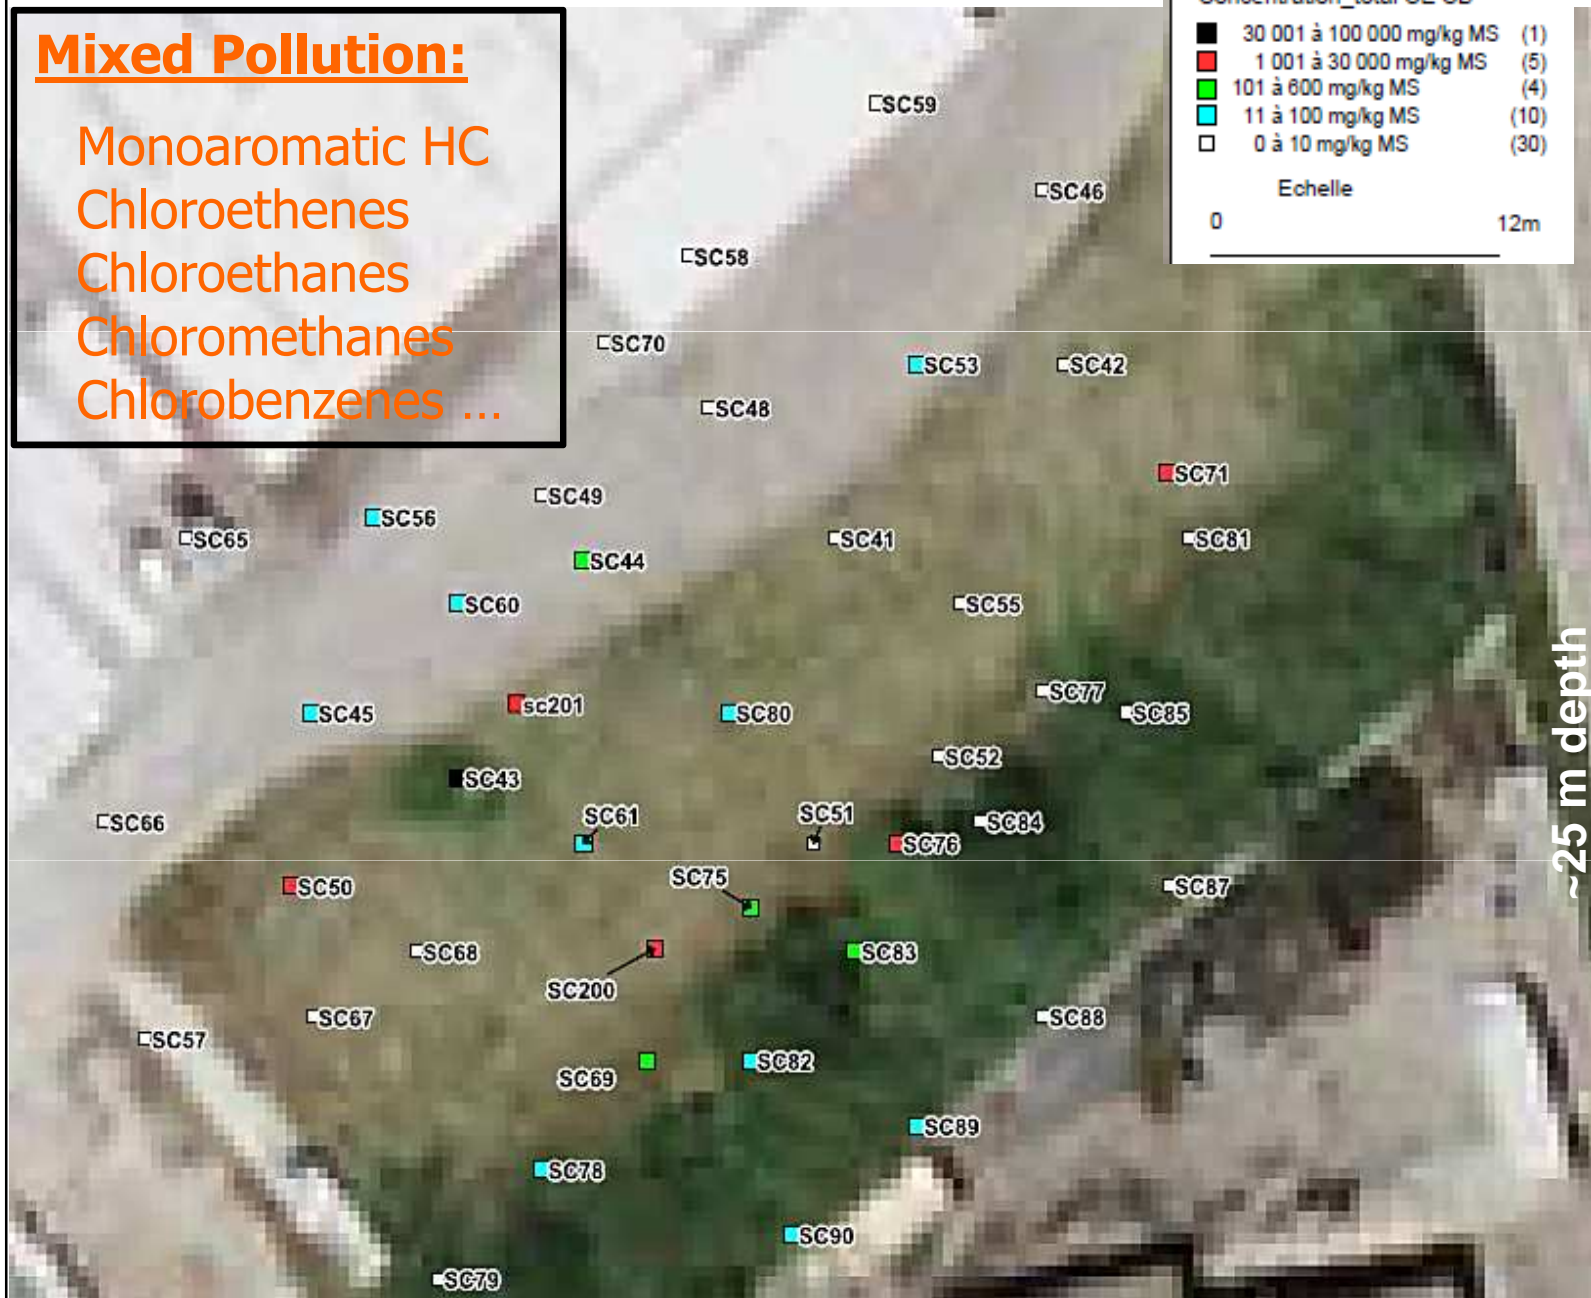 Mixed Pollution:
Monoaromatic HC
Chloroethenes
Chloroethanes
Chloromethanes
Chlorobenzenes ...
30 001 à 100 000 mg/kg MS (1)
1 001 à 30 000 mg/kg MS (5)
101 à 600 mg/kg MS (4)
11 à 100 mg/kg MS (10)
0 à 10 mg/kg MS (30)
Echelle
0 12m
SC59
SC46
SC58
SC70
SC53
SC42
SC48
SC71
SC49
SC56
SC65
SC41
SC81
SC44
SC60
SC55
SC77
sc201
SC45
SC80
SC85
SC52
SC43
SC61
SC51
SC66
SC84
SC76
SC75
SC50
SC87
SC68
SC83
SC200
SC67
SC88
SC57
SC69
SC82
SC89
SC78
SC90
SC79
~25 m depth